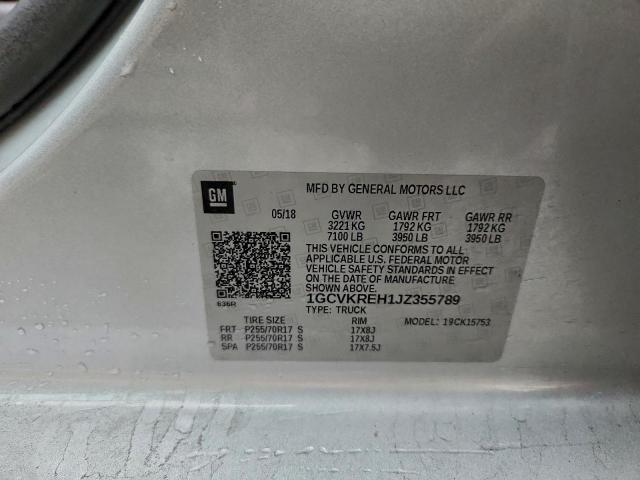 GM
MFD BY GENERAL MOTORS LLC
05/18 GVWR GAWR FRT GAWR RR
3221 KG 1792 KG 1792 KG
7100 LB 3950 LB 3950 LB
THIS VEHICLE CONFORMS TO ALL
APPLICABLE U.S. FEDERAL MOTOR
VEHICLE SAFETY STANDARDS IN EFFECT
ON THE DATE OF MANUFACTURE
SHOWN ABOVE.
1GCVKREH1JZ355789
636R
TYPE: TRUCK MODEL: 19CK15753
TIRE SIZE RIM
FRT P255/70R17 S 17X8J
RR P255/70R17 S 17X8J
SPA P255/70R17 S 17X7.5J